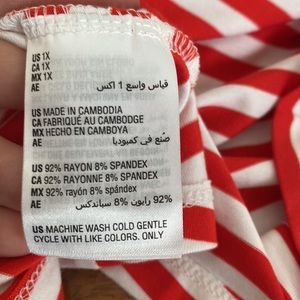 US 1X
CA 1X
MX 1X
AE قياس واسع 1 اكس
US MADE IN CAMBODIA
CA FABRIQUÉ AU CAMBODGE
MX HECHO EN CAMBOYA
AE صنع في كمبوديا
US 92% RAYON 8% SPANDEX
CA 92% RAYONNE 8% SPANDEX
MX 92% rayón 8% spándex
AE 92% رايون 8% سباندكس
US MACHINE WASH COLD GENTLE
CYCLE WITH LIKE COLORS. ONLY